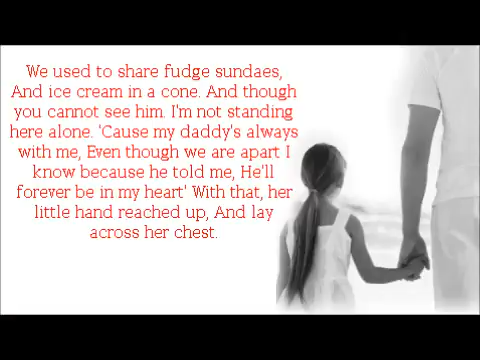 We used to share fudge sundaes,
And ice cream in a cone. And though
you cannot see him. I'm not standing
here alone. 'Cause my daddy's always
with me, Even though we are apart I
know because he told me, He'll
forever be in my heart' With that, her
little hand reached up, And lay
across her chest.